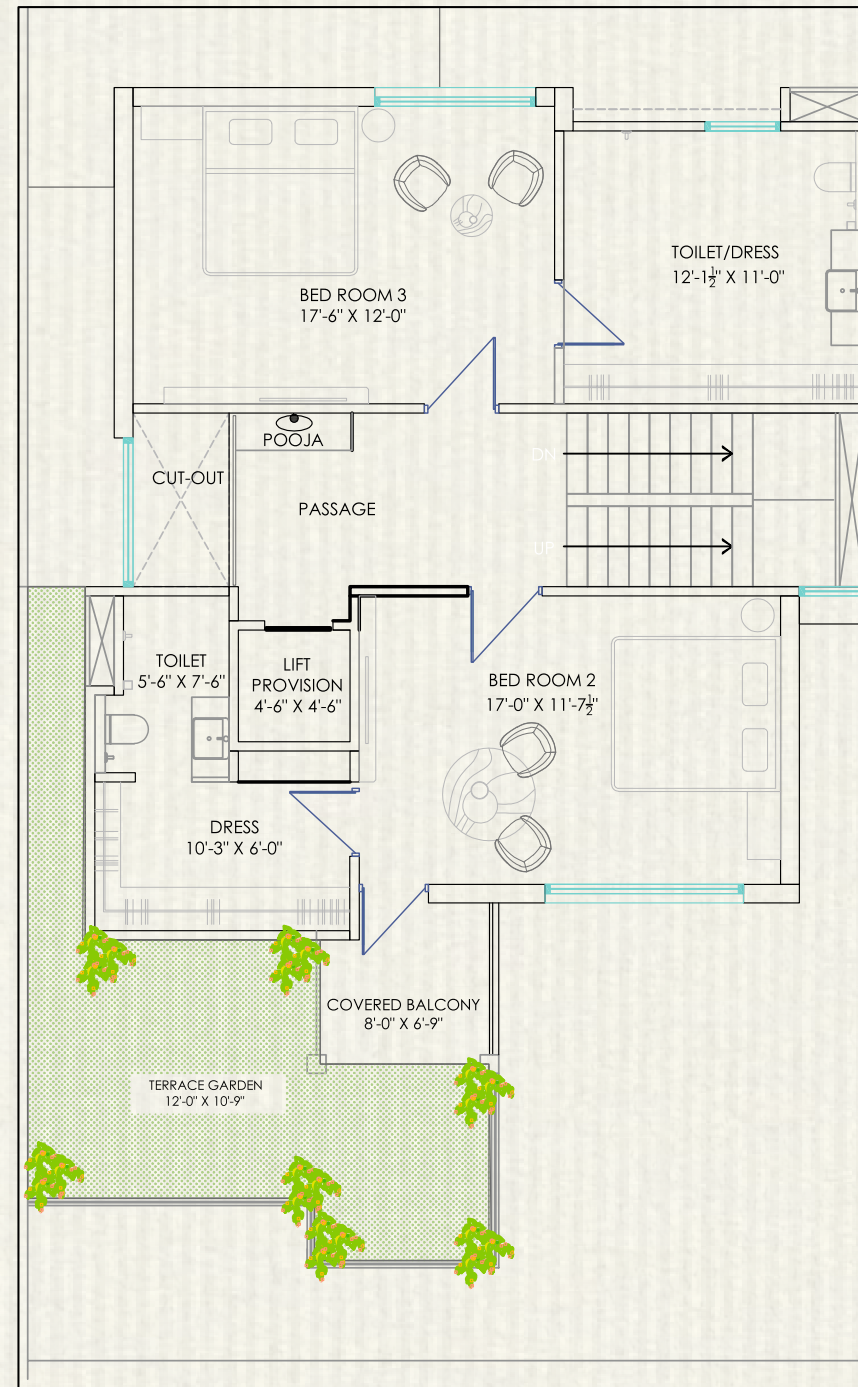 TOILET/DRESS
12'-1½" X 11'-0"
BED ROOM 3
17'-6" X 12'-0"
POOJA
CUT-OUT
PASSAGE
DN
UP
TOILET
5'-6" X 7'-6"
LIFT
PROVISION
4'-6" X 4'-6"
BED ROOM 2
17'-0" X 11'-7½"
DRESS
10'-3" X 6'-0"
COVERED BALCONY
8'-0" X 6'-9"
TERRACE GARDEN
12'-0" X 10'-9"